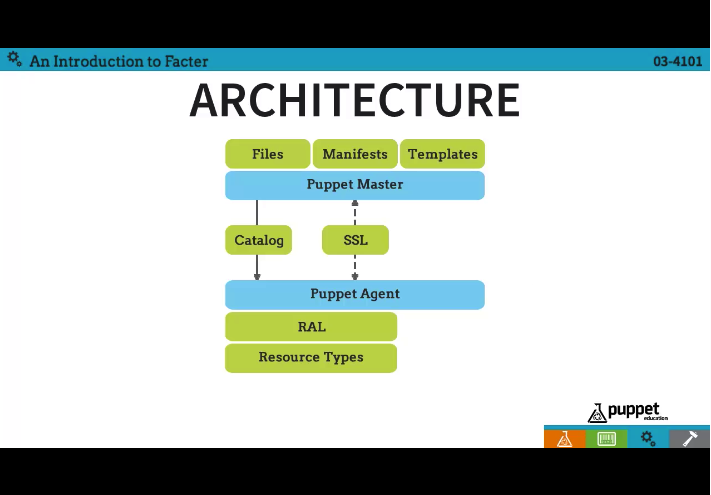 An Introduction to Facter 03-4101
ARCHITECTURE
Files Manifests Templates
Puppet Master
Catalog SSL
Puppet Agent
RAL
Resource Types
puppet
education